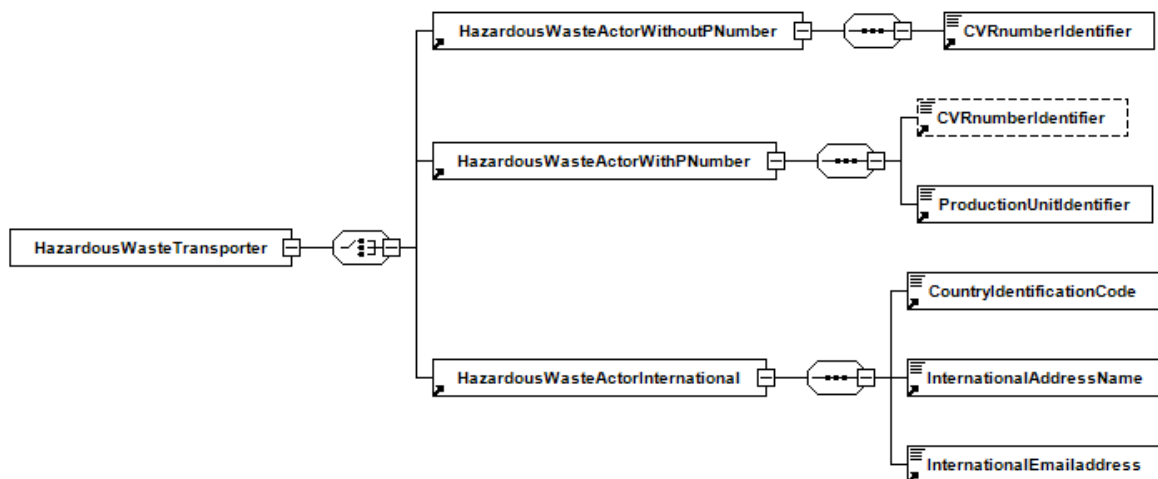 HazardousWasteActorWithoutPNumber
CVRnumberIdentifier
CVRnumberIdentifier
HazardousWasteActorWithPNumber
ProductionUnitIdentifier
HazardousWasteTransporter
CountryIdentificationCode
HazardousWasteActorInternational
InternationalAddressName
InternationalEmailaddress